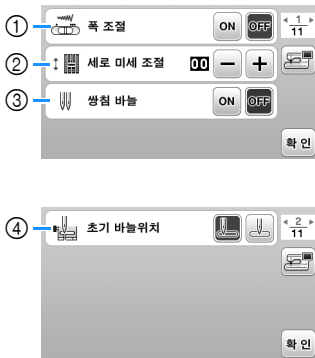 ① 폭 조절 ON OFF 1
11
② 세로 미세 조절 00 − +
③ 쌍침 바늘 ON OFF
확인
④ 초기 바늘위치 2
11
확인